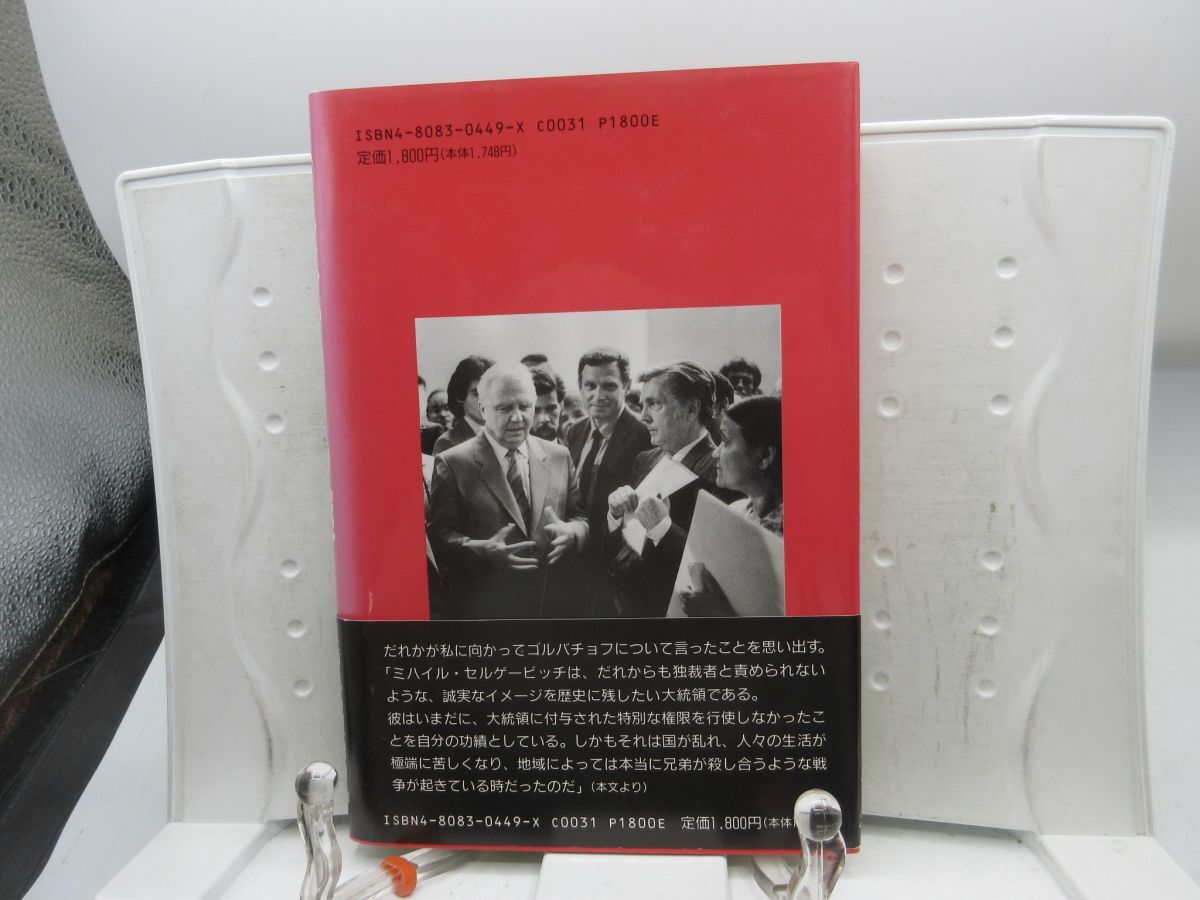 ISBN4-8083-0449-X C0031 P1800E
定価1,800円(本体1,748円)
だれかが私に向かってゴルバチョフについて言ったことを思い出す。
「ミハイル・セルゲービッチは、だれからも独裁者と責められない
ような、誠実なイメージを歴史に残したい大統領である。
彼はいまだに、大統領に付与された特別な権限を行使しなかったこ
とを自分の功績としている。しかもそれは国が乱れ、人々の生活が
極端に苦しくなり、地域によっては本当に兄弟が殺し合うような戦
争が起きている時だったのだ」(本文より)
ISBN4-8083-0449-X C0031 P1800E 定価1,800円(本体1